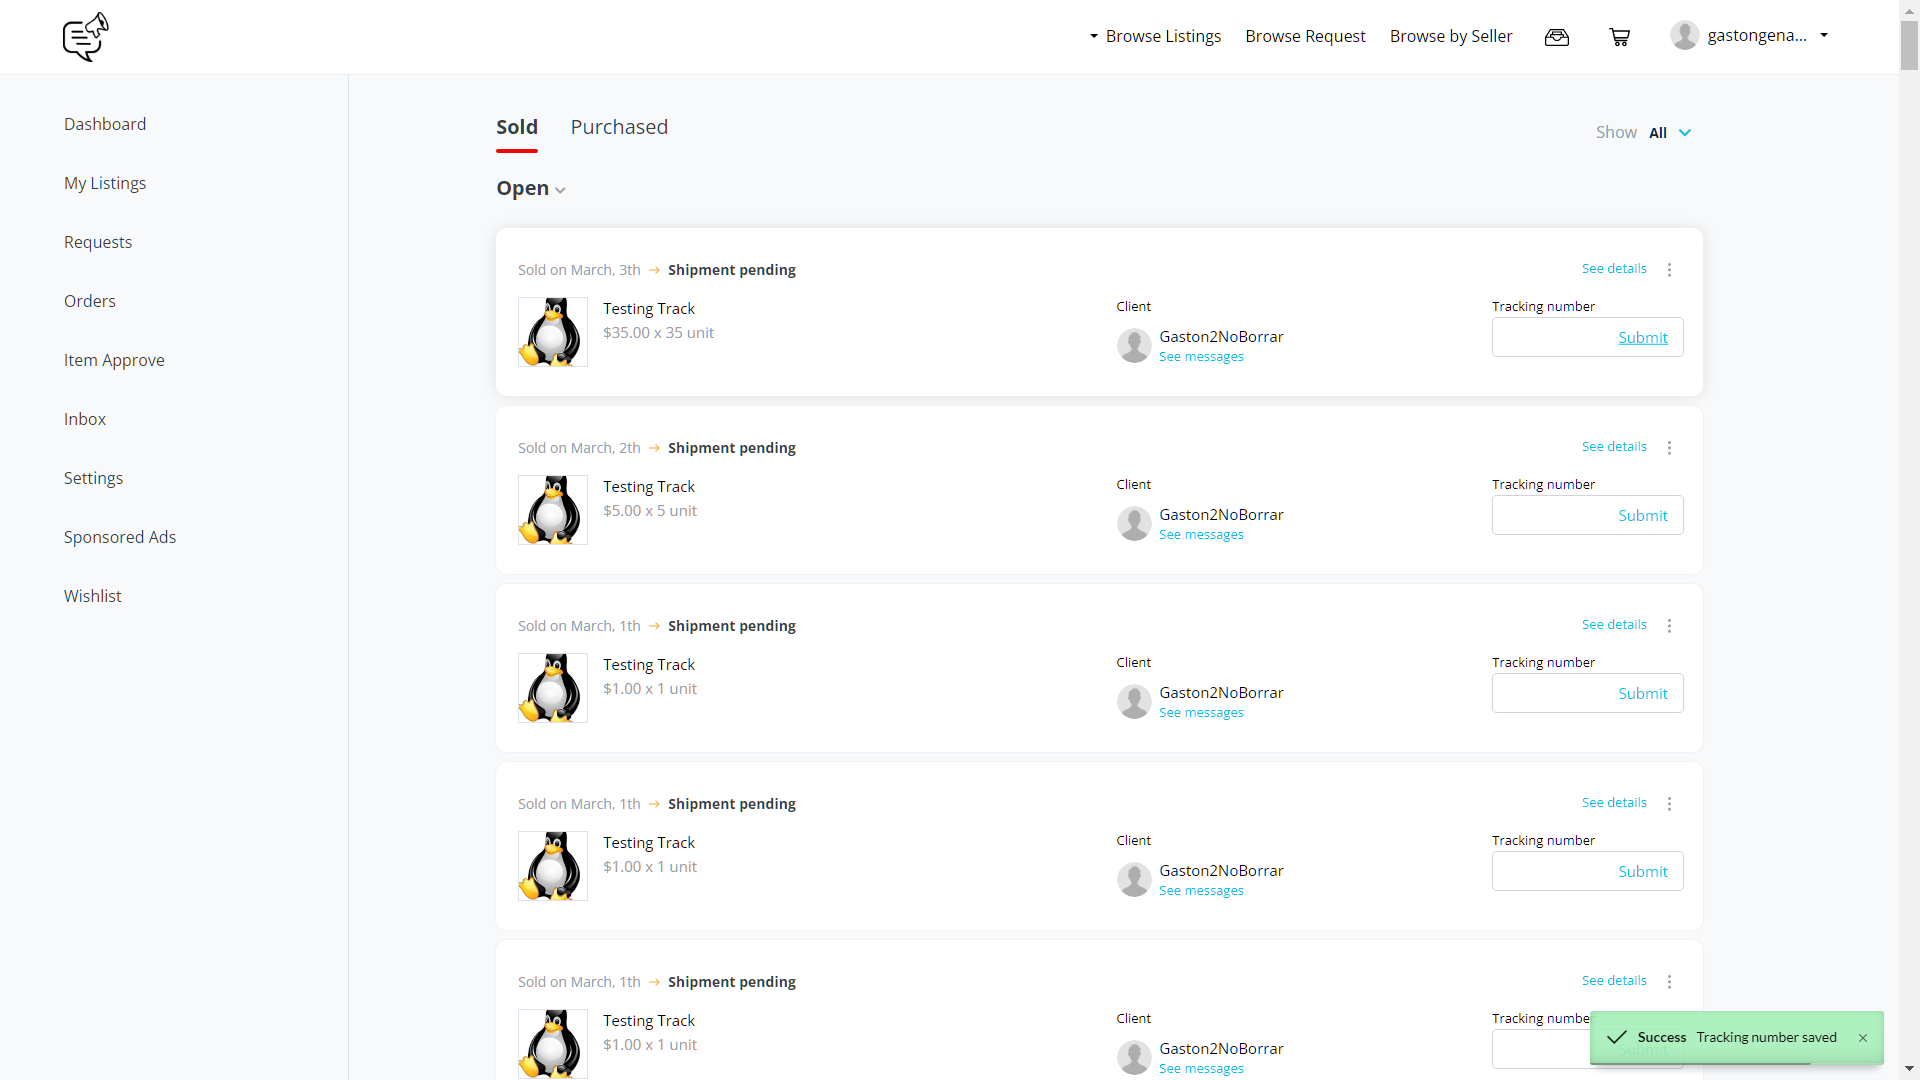 Browse Listings
Browse Request
Browse by Seller
gastongena...
Dashboard
My Listings
Requests
Orders
Item Approve
Inbox
Settings
Sponsored Ads
Wishlist
Sold
Purchased
Show All
Open
Sold on March, 3th → Shipment pending
See details
Testing Track
$35.00 x 35 unit
Client
Gaston2NoBorrar
See messages
Tracking number
Submit
Sold on March, 2th → Shipment pending
See details
Testing Track
$5.00 x 5 unit
Client
Gaston2NoBorrar
See messages
Tracking number
Submit
Sold on March, 1th → Shipment pending
See details
Testing Track
$1.00 x 1 unit
Client
Gaston2NoBorrar
See messages
Tracking number
Submit
Sold on March, 1th → Shipment pending
See details
Testing Track
$1.00 x 1 unit
Client
Gaston2NoBorrar
See messages
Tracking number
Submit
Sold on March, 1th → Shipment pending
See details
Testing Track
$1.00 x 1 unit
Client
Gaston2NoBorrar
See messages
Tracking number
Submit
Success Tracking number saved